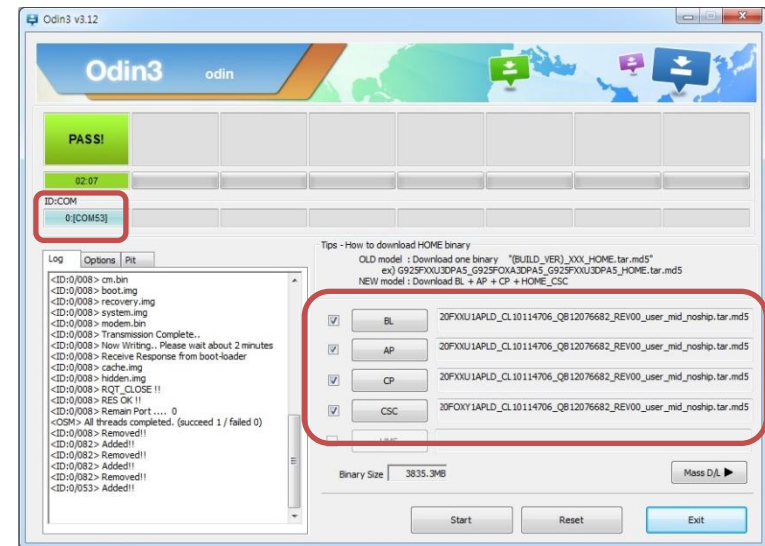 Odin3 v3.12
Odin3 odin
PASS!
02:07
ID:COM
0:[COM53]
Log Options Pit
<ID:0/008> cm.bin
<ID:0/008> boot.img
<ID:0/008> recovery.img
<ID:0/008> system.img
<ID:0/008> modem.bin
<ID:0/008> Transmission Complete..
<ID:0/008> Now Writing.. Please wait about 2 minutes
<ID:0/008> Receive Response from boot-loader
<ID:0/008> cache.img
<ID:0/008> hidden.img
<ID:0/008> RQT_CLOSE !!
<ID:0/008> RES OK !!
<ID:0/008> Remain Port .... 0
<OSM> All threads completed. (succeed 1 / failed 0)
<ID:0/008> Removed!!
<ID:0/082> Added!!
<ID:0/082> Removed!!
<ID:0/082> Added!!
<ID:0/082> Removed!!
<ID:0/053> Added!!
Tips - How to download HOME binary
OLD model : Download one binary "(BUILD_VER)_XXX_HOME.tar.md5"
ex) G925FXXU3DPA5_G925FOXA3DPA5_G925FXXU3DPA5_HOME.tar.md5
NEW model : Download BL + AP + CP + HOME_CSC
BL 20FXXU1APLD_CL10114706_QB12076682_REV00_user_mid_noship.tar.md5
AP 20FXXU1APLD_CL10114706_QB12076682_REV00_user_mid_noship.tar.md5
CP 20FXXU1APLD_CL10114706_QB12076682_REV00_user_mid_noship.tar.md5
CSC 20FOXY1APLD_CL10114706_QB12076682_REV00_user_mid_noship.tar.md5
Binary Size 3835.3MB
Mass D/L
Start Reset Exit